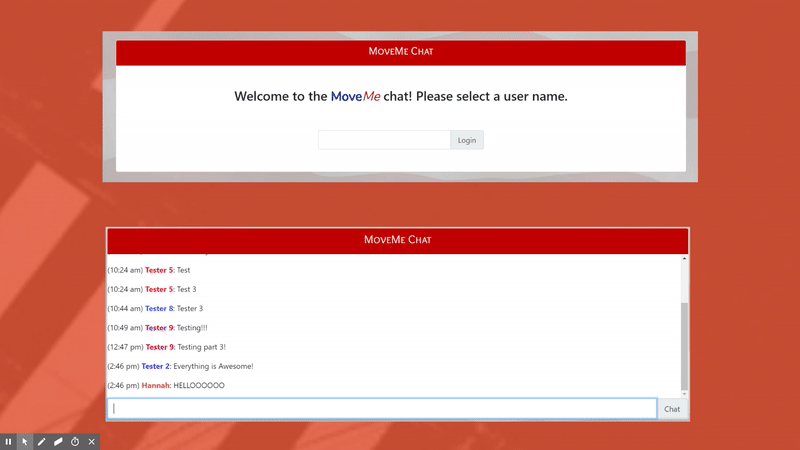 MoveMe Chat
Welcome to the MoveMe chat! Please select a user name.
Login
MoveMe Chat
(10:24 am) Tester 5: Test
(10:24 am) Tester 5: Test 3
(10:44 am) Tester 8: Tester 3
(10:49 am) Tester 9: Testing!!!
(12:47 pm) Tester 9: Testing part 3!
(2:46 pm) Tester 2: Everything is Awesome!
(2:46 pm) Hannah: HELLOOOOOO
Chat